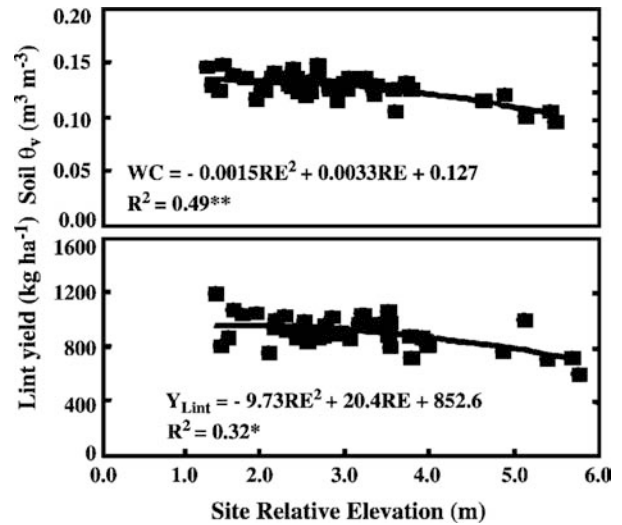 0.20
0.15
0.10
0.05
0.00
Soil θv (m³ m⁻³)
WC = - 0.0015RE² + 0.0033RE + 0.127
R² = 0.49**
1600
1200
800
400
0
Lint yield (kg ha⁻¹)
Y_Lint = - 9.73RE² + 20.4RE + 852.6
R² = 0.32*
0.0 1.0 2.0 3.0 4.0 5.0 6.0
Site Relative Elevation (m)